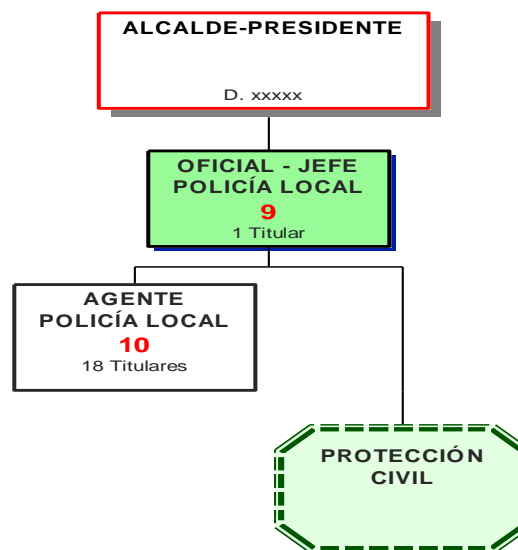 ALCALDE-PRESIDENTE
D. xxxxx
OFICIAL - JEFE
POLICÍA LOCAL
9
1 Titular
AGENTE
POLICÍA LOCAL
10
18 Titulares
PROTECCIÓN
CIVIL